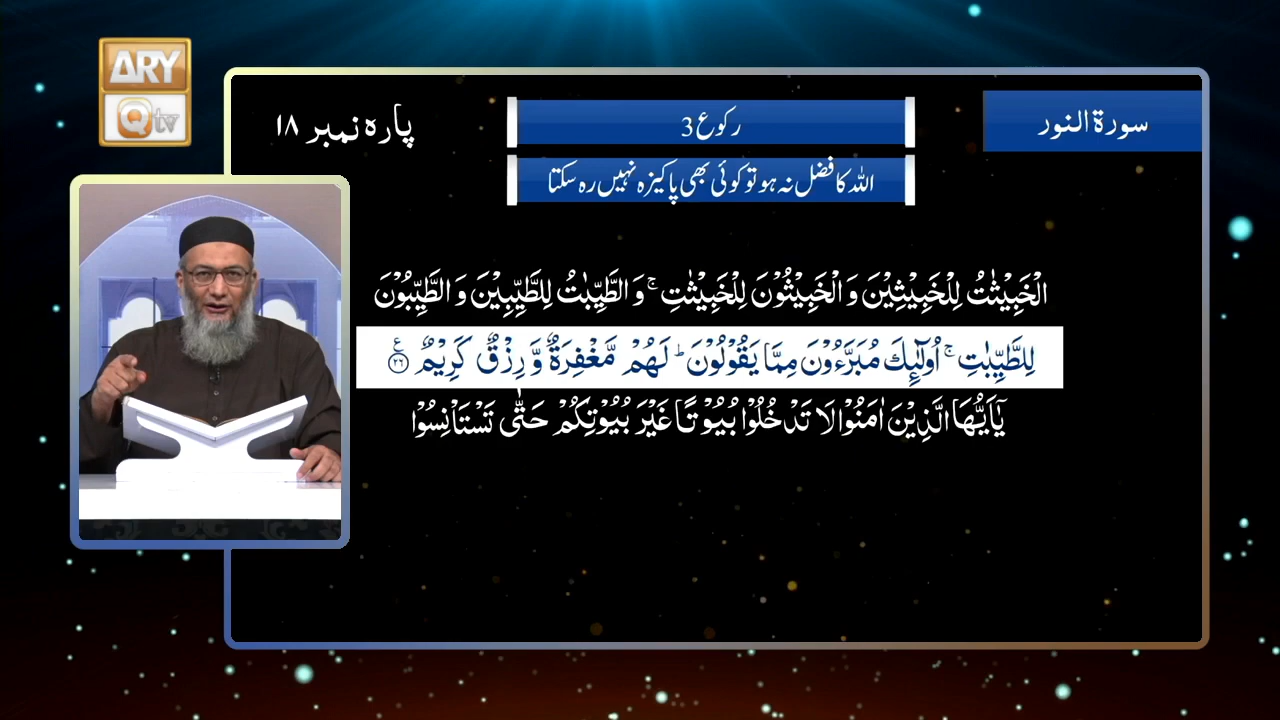 ARY
Qtv
سورۃ النور
رکوع 3
پارہ نمبر ۱۸
اللہ کا فضل نہ ہو تو کوئی بھی پاکیزہ نہیں رہ سکتا
اَلْخَبِيْثٰتُ لِلْخَبِيْثِيْنَ وَ الْخَبِيْثُوْنَ لِلْخَبِيْثٰتِ ۚ وَ الطَّيِّبٰتُ لِلطَّيِّبِيْنَ وَ الطَّيِّبُوْنَ
لِلطَّيِّبٰتِ ۚ اُولٰٓىِٕكَ مُبَرَّءُوْنَ مِمَّا يَقُوْلُوْنَ ؕ لَهُمْ مَّغْفِرَةٌ وَّ رِزْقٌ كَرِيْمٌ ۟ع ۲۶
يٰۤاَيُّهَا الَّذِيْنَ اٰمَنُوْا لَا تَدْخُلُوْا بُيُوْتًا غَيْرَ بُيُوْتِكُمْ حَتّٰى تَسْتَاْنِسُوْا